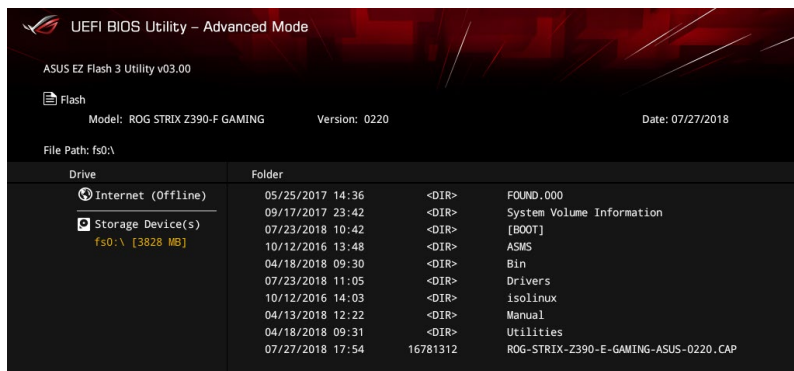 UEFI BIOS Utility – Advanced Mode
ASUS EZ Flash 3 Utility v03.00
Flash
Model: ROG STRIX Z390-F GAMING Version: 0220 Date: 07/27/2018
File Path: fs0:\
Drive Folder
Internet (Offline) 05/25/2017 14:36 <DIR> FOUND.000
09/17/2017 23:42 <DIR> System Volume Information
Storage Device(s) 07/23/2018 10:42 <DIR> [BOOT]
fs0:\ [3828 MB] 10/12/2016 13:48 <DIR> ASMS
04/18/2018 09:30 <DIR> Bin
07/23/2018 11:05 <DIR> Drivers
10/12/2016 14:03 <DIR> isolinux
04/13/2018 12:22 <DIR> Manual
04/18/2018 09:31 <DIR> Utilities
07/27/2018 17:54 16781312 ROG-STRIX-Z390-E-GAMING-ASUS-0220.CAP